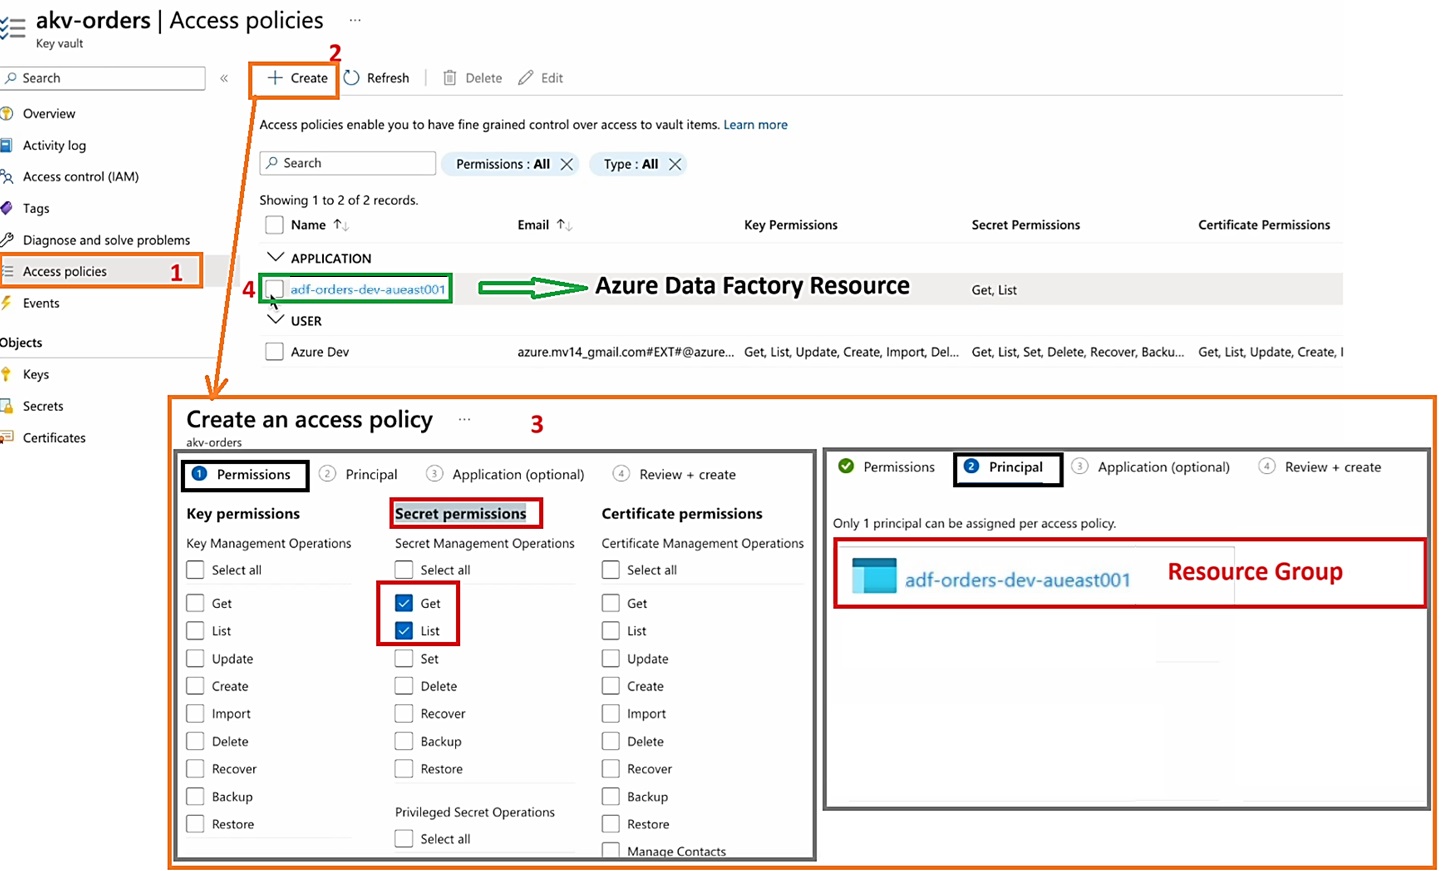 akv-orders | Access policies ...
Key vault
2
Search «
+ Create Refresh | Delete Edit
Overview
Activity log
Access control (IAM)
Tags
Diagnose and solve problems
Access policies 1
Events
Objects
Keys
Secrets
Certificates
Access policies enable you to have fine grained control over access to vault items. Learn more
Search Permissions : All Type : All
Showing 1 to 2 of 2 records.
Name ↑↓ Email ↑↓ Key Permissions Secret Permissions Certificate Permissions
APPLICATION
4 adf-orders-dev-aueast001 Azure Data Factory Resource Get, List
USER
Azure Dev azure.mv14_gmail.com#EXT#@azure... Get, List, Update, Create, Import, Del... Get, List, Set, Delete, Recover, Backu... Get, List, Update, Create, I
Create an access policy ... 3
akv-orders
1 Permissions 2 Principal 3 Application (optional) 4 Review + create
Key permissions
Key Management Operations
Select all
Get
List
Update
Create
Import
Delete
Recover
Backup
Restore
Secret permissions
Secret Management Operations
Select all
Get
List
Set
Delete
Recover
Backup
Restore
Privileged Secret Operations
Select all
Certificate permissions
Certificate Management Operations
Select all
Get
List
Update
Create
Import
Delete
Recover
Backup
Restore
Manage Contacts
Permissions 2 Principal 3 Application (optional) 4 Review + create
Only 1 principal can be assigned per access policy.
adf-orders-dev-aueast001 Resource Group